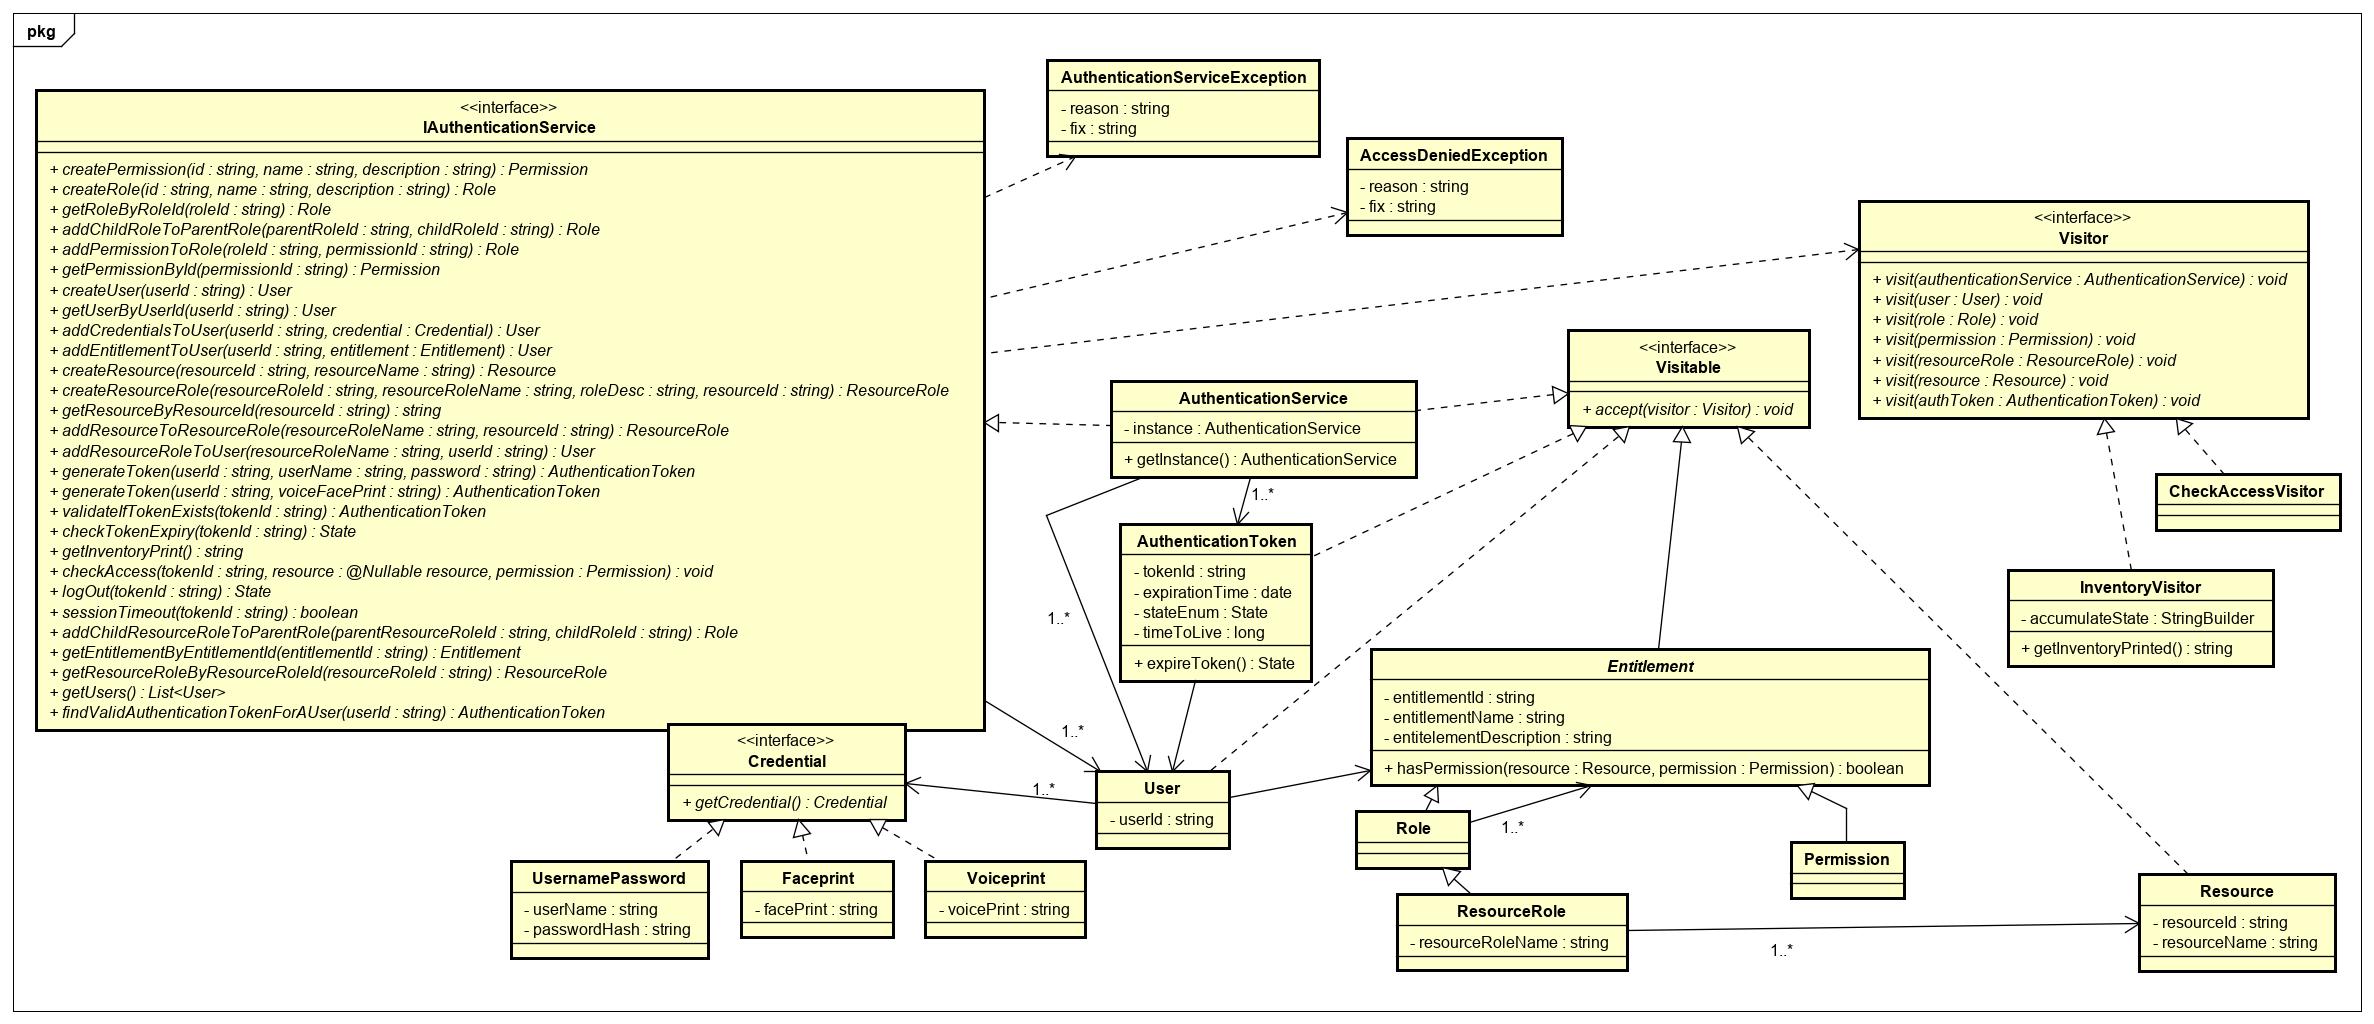 pkg
<<interface>>
IAuthenticationService
+ createPermission(id : string, name : string, description : string) : Permission
+ createRole(id : string, name : string, description : string) : Role
+ getRoleByRoleId(roleId : string) : Role
+ addChildRoleToParentRole(parentRoleId : string, childRoleId : string) : Role
+ addPermissionToRole(roleId : string, permissionId : string) : Role
+ getPermissionById(permissionId : string) : Permission
+ createUser(userId : string) : User
+ getUserByUserId(userId : string) : User
+ addCredentialsToUser(userId : string, credential : Credential) : User
+ addEntitlementToUser(userId : string, entitlement : Entitlement) : User
+ createResource(resourceId : string, resourceName : string) : Resource
+ createResourceRole(resourceRoleId : string, resourceRoleName : string, roleDesc : string, resourceId : string) : ResourceRole
+ getResourceByResourceId(resourceId : string) : string
+ addResourceToResourceRole(resourceRoleName : string, resourceId : string) : ResourceRole
+ addResourceRoleToUser(resourceRoleName : string, userId : string) : User
+ generateToken(userId : string, userName : string, password : string) : AuthenticationToken
+ generateToken(userId : string, voiceFacePrint : string) : AuthenticationToken
+ validateIfTokenExists(tokenId : string) : AuthenticationToken
+ checkTokenExpiry(tokenId : string) : State
+ getInventoryPrint() : string
+ checkAccess(tokenId : string, resource : @Nullable resource, permission : Permission) : void
+ logOut(tokenId : string) : State
+ sessionTimeout(tokenId : string) : boolean
+ addChildResourceRoleToParentRole(parentResourceRoleId : string, childRoleId : string) : Role
+ getEntitlementByEntitlementId(entitlementId : string) : Entitlement
+ getResourceRoleByResourceRoleId(resourceRoleId : string) : ResourceRole
+ getUsers() : List<User>
+ findValidAuthenticationTokenForAUser(userId : string) : AuthenticationToken
AuthenticationServiceException
- reason : string
- fix : string
AccessDeniedException
- reason : string
- fix : string
<<interface>>
Visitor
+ visit(authenticationService : AuthenticationService) : void
+ visit(user : User) : void
+ visit(role : Role) : void
+ visit(permission : Permission) : void
+ visit(resourceRole : ResourceRole) : void
+ visit(resource : Resource) : void
+ visit(authToken : AuthenticationToken) : void
<<interface>>
Visitable
+ accept(visitor : Visitor) : void
AuthenticationService
- instance : AuthenticationService
+ getInstance() : AuthenticationService
1..*
1..*
AuthenticationToken
- tokenId : string
- expirationTime : date
- stateEnum : State
- timeToLive : long
+ expireToken() : State
CheckAccessVisitor
InventoryVisitor
- accumulateState : StringBuilder
+ getInventoryPrinted() : string
Entitlement
- entitlementId : string
- entitlementName : string
- entitelementDescription : string
+ hasPermission(resource : Resource, permission : Permission) : boolean
<<interface>>
Credential
+ getCredential() : Credential
1..*
1..*
User
- userId : string
Role
1..*
Permission
UsernamePassword
- userName : string
- passwordHash : string
Faceprint
- facePrint : string
Voiceprint
- voicePrint : string
ResourceRole
- resourceRoleName : string
1..*
Resource
- resourceId : string
- resourceName : string